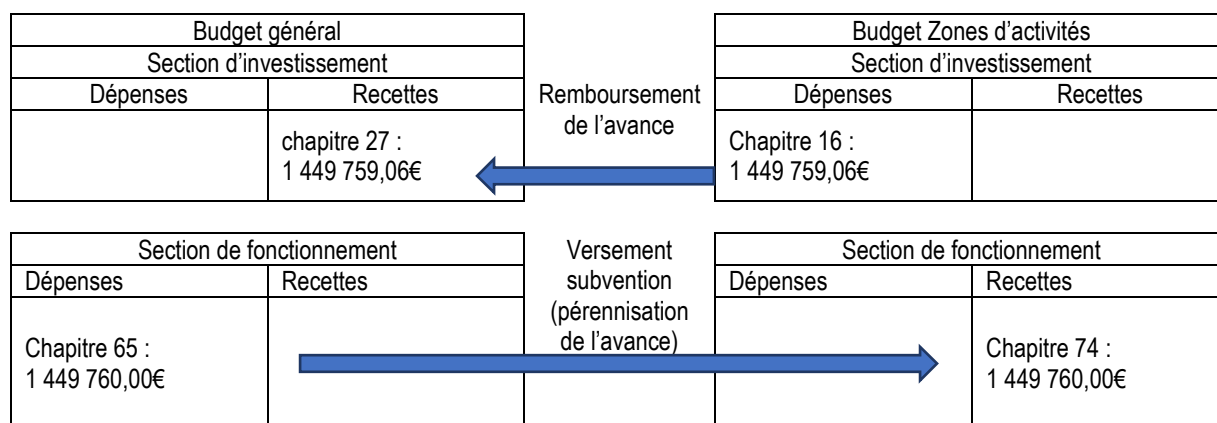 Budget général
Section d'investissement
Dépenses
Recettes
chapitre 27 :
1 449 759,06€
Remboursement
de l'avance
Budget Zones d'activités
Section d'investissement
Dépenses
Recettes
Chapitre 16 :
1 449 759,06€
Section de fonctionnement
Dépenses
Recettes
Chapitre 65 :
1 449 760,00€
Versement
subvention
(pérennisation
de l'avance)
Section de fonctionnement
Dépenses
Recettes
Chapitre 74 :
1 449 760,00€